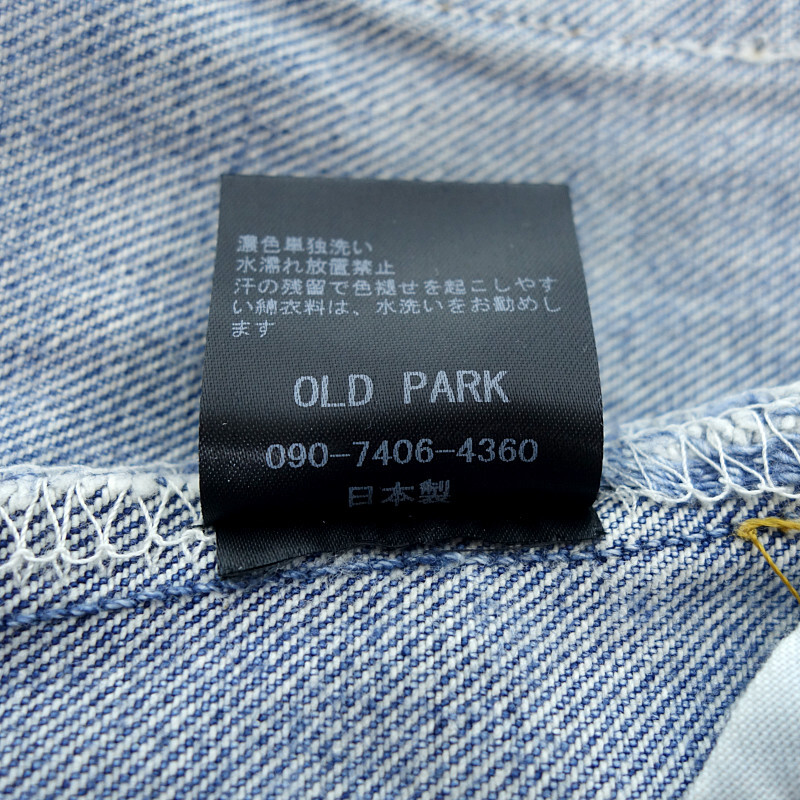 濃色単独洗い
水濡れ放置禁止
汗の残留で色褪せを起こしやす
い綿衣料は、水洗いをお勧めし
ます
OLD PARK
090-7406-4360
日本製